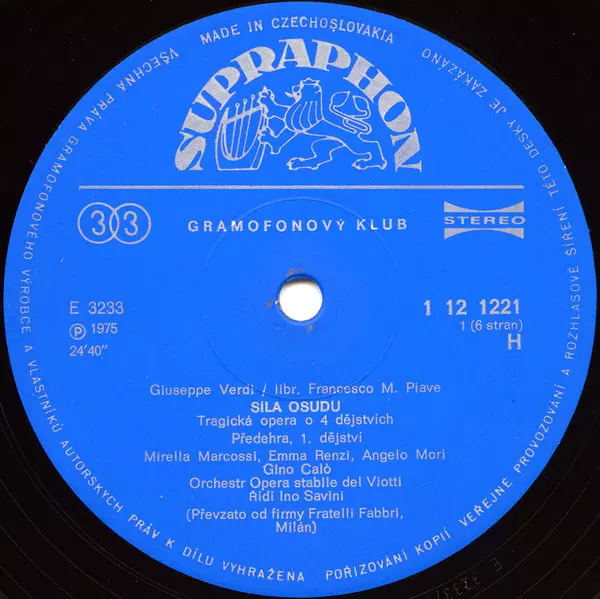 MADE IN CZECHOSLOVAKIA
SUPRAPHON
33
GRAMOFONOVÝ KLUB
STEREO
E 3233
Ⓟ 1975
24'40"
1 12 1221
1 (6 stran)
H
Giuseppe Verdi / libr. Francesco M. Piave
SÍLA OSUDU
Tragická opera o 4 dějstvích
Předehra, 1. dějství
Mirella Marcossi, Emma Renzi, Angelo Mori
Gino Calò
Orchestr Opera stabile del Viotti
Řídí Ino Savini
(Převzato od firmy Fratelli Fabbri,
Milán)
VŠECHNA PRÁVA GRAMOFONOVÉHO VÝROBCE A VLASTNÍKŮ AUTORSKÝCH PRÁV K DÍLU VYHRAŽENA POŘIZOVÁNÍ KOPIÍ VEŘEJNÉ PROVOZOVÁNÍ A ROZHLASOVÉ ŠÍŘENÍ TÉTO DESKY JE ZAKÁZÁNO